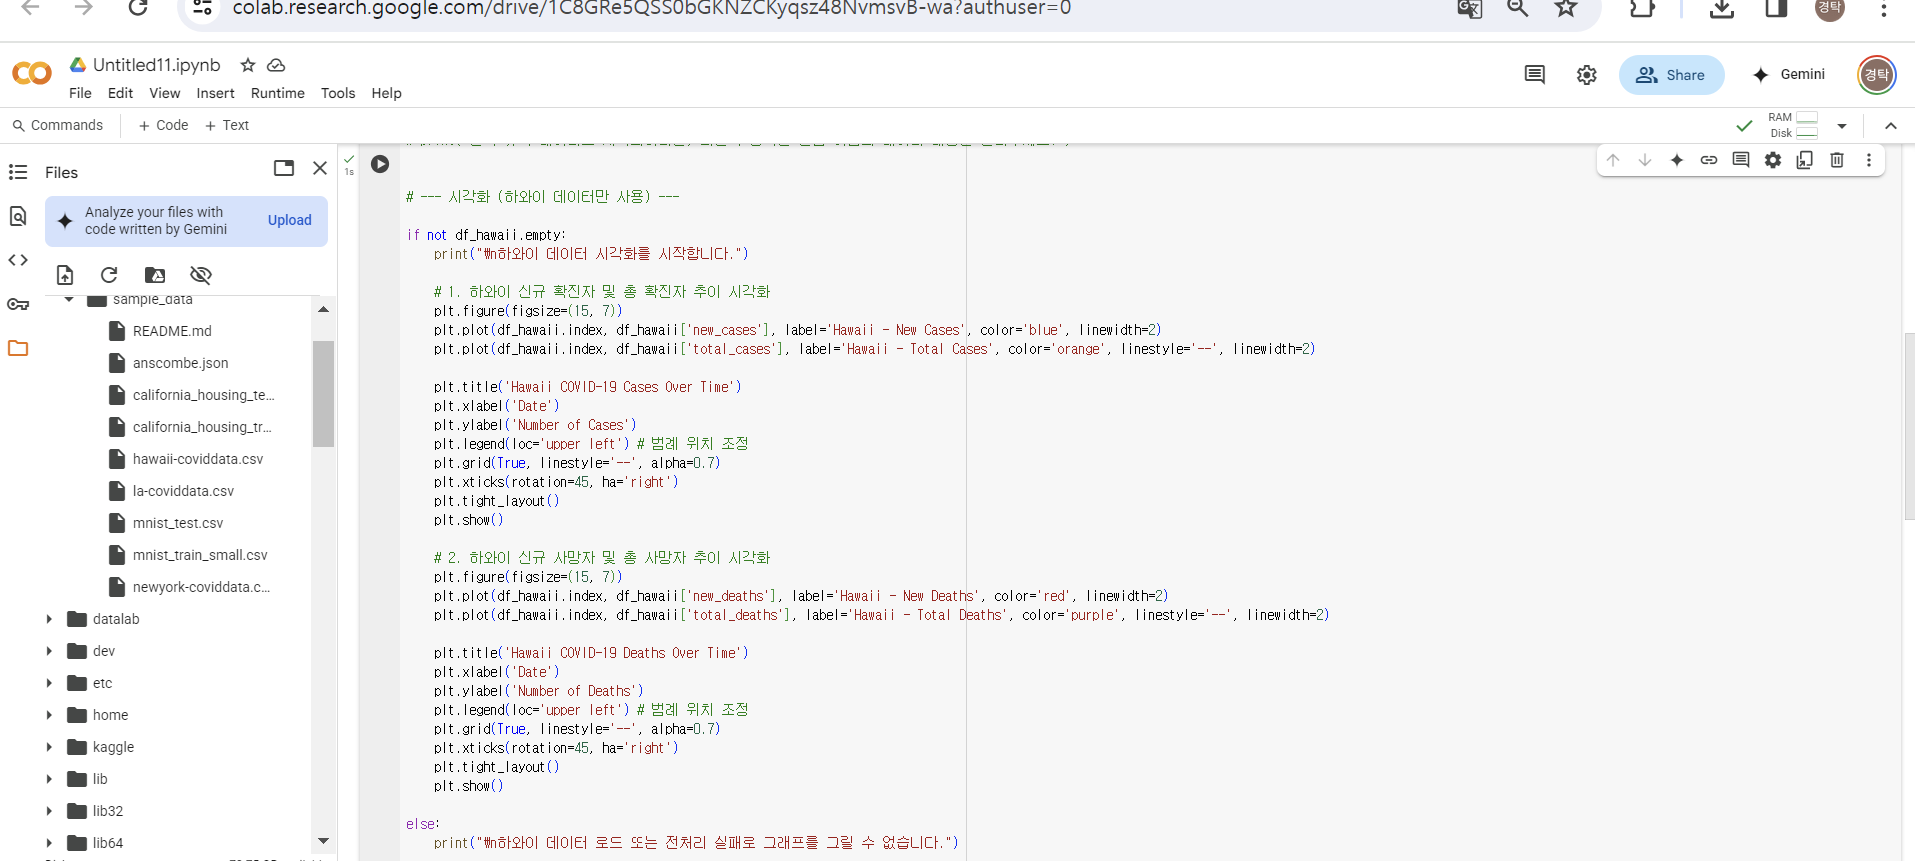 colab.research.google.com/drive/1C8GRe5QSS0bGKNZCKyqsz48NvmsvB-wa?authuser=0
경탁
Untitled11.ipynb
File Edit View Insert Runtime Tools Help
Share
Gemini
경탁
Commands + Code + Text
RAM
Disk
Files
Analyze your files with
code written by Gemini
Upload
sample_data
README.md
anscombe.json
california_housing_te...
california_housing_tr...
hawaii-coviddata.csv
la-coviddata.csv
mnist_test.csv
mnist_train_small.csv
newyork-coviddata.c...
datalab
dev
etc
home
kaggle
lib
lib32
lib64
1s
# --- 시각화 (하와이 데이터만 사용) ---
if not df_hawaii.empty:
print("₩n하와이 데이터 시각화를 시작합니다.")
# 1. 하와이 신규 확진자 및 총 확진자 추이 시각화
plt.figure(figsize=(15, 7))
plt.plot(df_hawaii.index, df_hawaii['new_cases'], label='Hawaii - New Cases', color='blue', linewidth=2)
plt.plot(df_hawaii.index, df_hawaii['total_cases'], label='Hawaii - Total Cases', color='orange', linestyle='--', linewidth=2)
plt.title('Hawaii COVID-19 Cases Over Time')
plt.xlabel('Date')
plt.ylabel('Number of Cases')
plt.legend(loc='upper left') # 범례 위치 조정
plt.grid(True, linestyle='--', alpha=0.7)
plt.xticks(rotation=45, ha='right')
plt.tight_layout()
plt.show()
# 2. 하와이 신규 사망자 및 총 사망자 추이 시각화
plt.figure(figsize=(15, 7))
plt.plot(df_hawaii.index, df_hawaii['new_deaths'], label='Hawaii - New Deaths', color='red', linewidth=2)
plt.plot(df_hawaii.index, df_hawaii['total_deaths'], label='Hawaii - Total Deaths', color='purple', linestyle='--', linewidth=2)
plt.title('Hawaii COVID-19 Deaths Over Time')
plt.xlabel('Date')
plt.ylabel('Number of Deaths')
plt.legend(loc='upper left') # 범례 위치 조정
plt.grid(True, linestyle='--', alpha=0.7)
plt.xticks(rotation=45, ha='right')
plt.tight_layout()
plt.show()
else:
print("₩n하와이 데이터 로드 또는 전처리 실패로 그래프를 그릴 수 없습니다.")